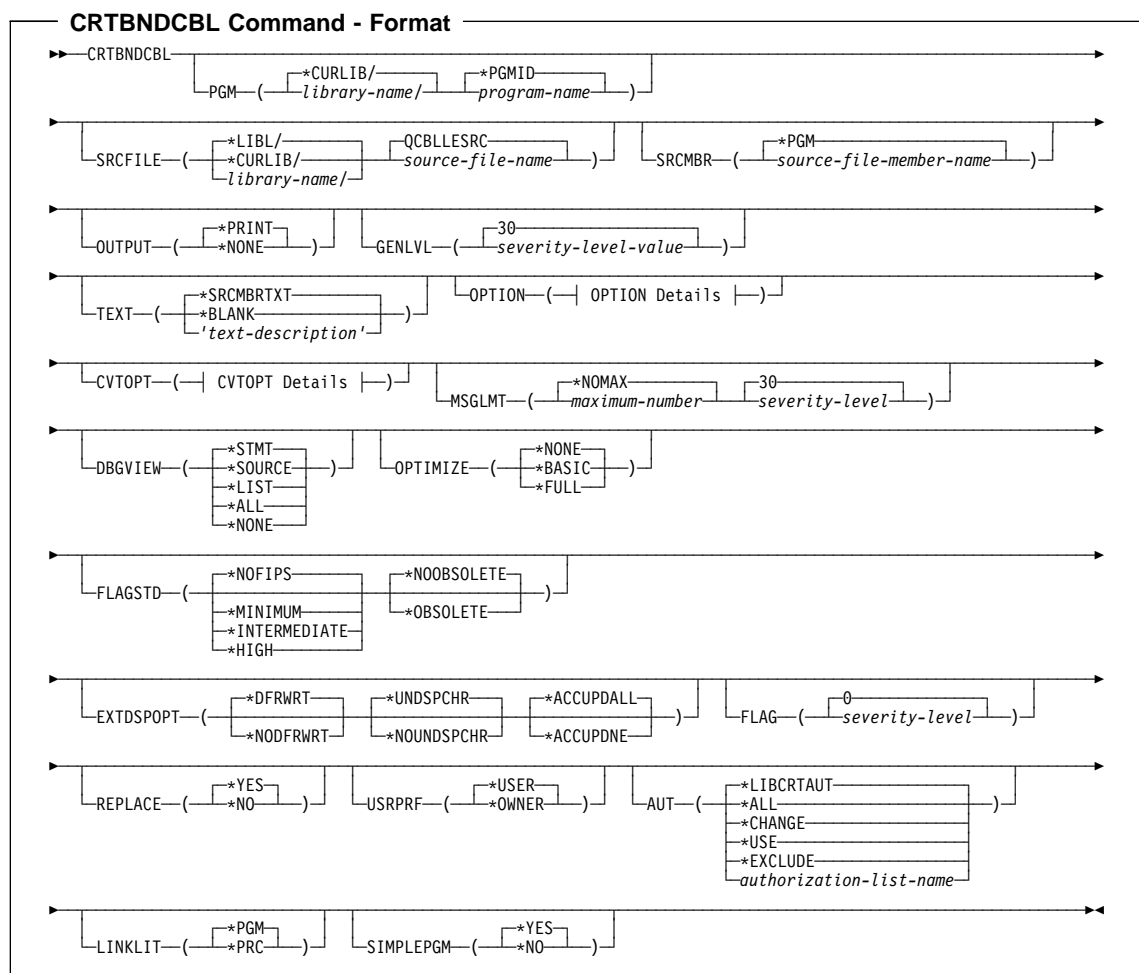 CRTBNDCBL Command - Format
CRTBNDCBL
*CURLIB/ *PGMID
PGM ( library-name/ program-name )
*LIBL/ QCBLLESRC *PGM
SRCFILE ( *CURLIB/ source-file-name ) SRCMBR ( source-file-member-name )
library-name/
*PRINT 30
OUTPUT ( *NONE ) GENLVL ( severity-level-value )
*SRCMBRTXT OPTION ( OPTION Details )
TEXT ( *BLANK )
'text-description'
CVTOPT ( CVTOPT Details ) *NOMAX 30
MSGLMT ( maximum-number severity-level )
*STMT *NONE
DBGVIEW ( *SOURCE ) OPTIMIZE ( *BASIC )
*LIST *FULL
*ALL
*NONE
*NOFIPS *NOOBSOLETE
FLAGSTD ( )
*MINIMUM *OBSOLETE
*INTERMEDIATE
*HIGH
*DFRWRT *UNDSPCHR *ACCUPDALL 0
EXTDSPOPT ( ) FLAG ( severity-level )
*NODFRWRT *NOUNDSPCHR *ACCUPDNE
*YES *USER *LIBCRTAUT
REPLACE ( *NO ) USRPRF ( *OWNER ) AUT ( *ALL )
*CHANGE
*USE
*EXCLUDE
authorization-list-name
*PGM *YES
LINKLIT ( *PRC ) SIMPLEPGM ( *NO )